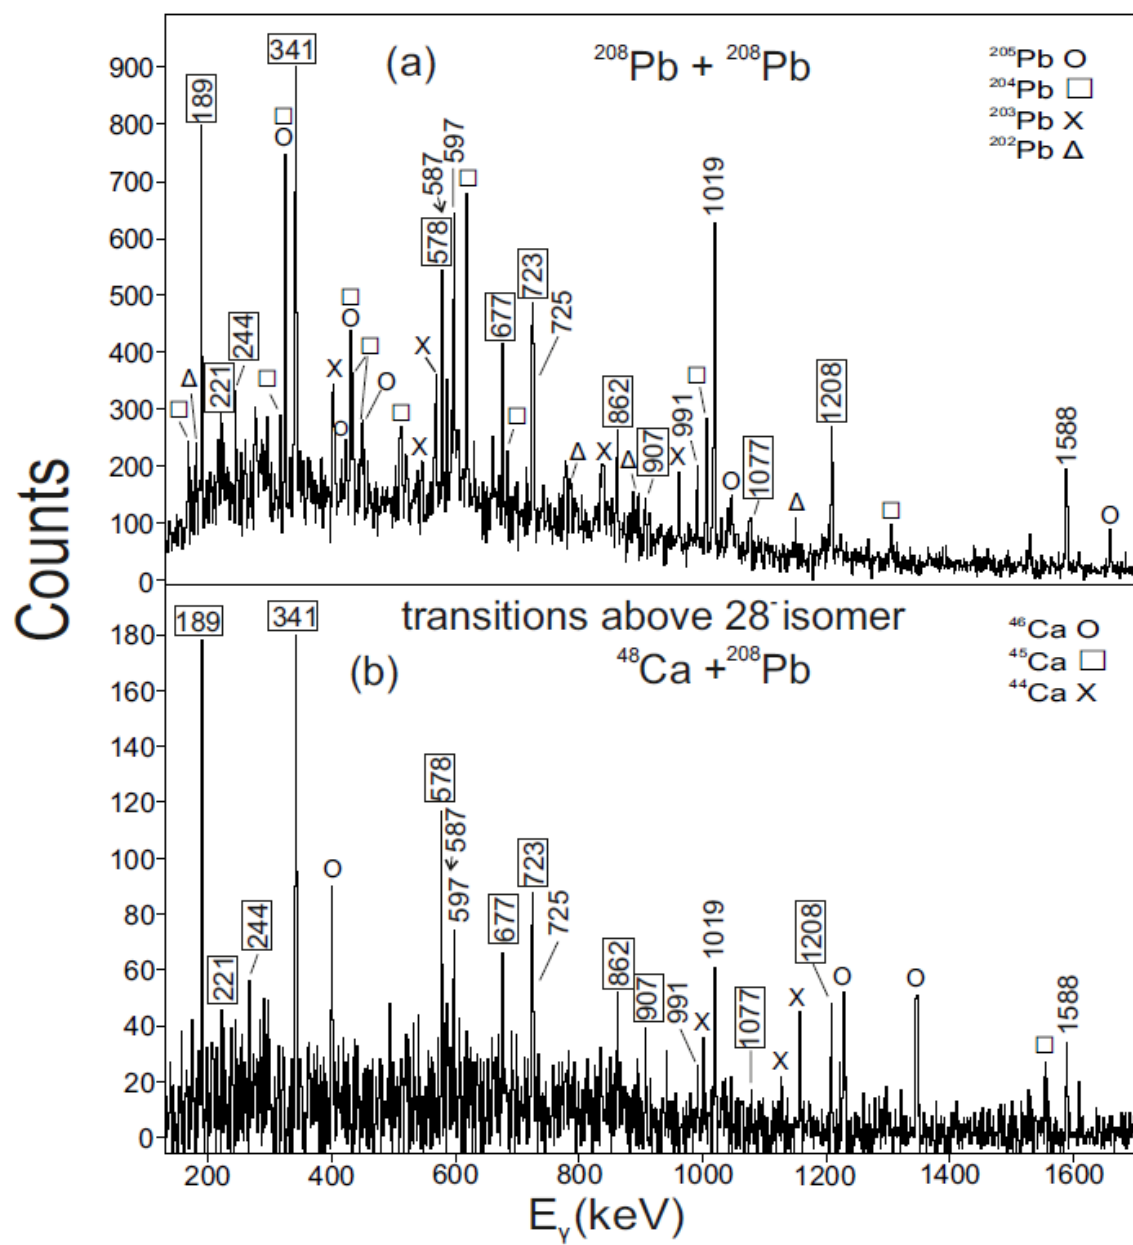 Counts
(a)
²⁰⁸Pb + ²⁰⁸Pb
²⁰⁵Pb O
²⁰⁴Pb □
²⁰³Pb X
²⁰²Pb Δ
900
800
700
600
500
400
300
200
100
0
189
341
221
244
578
587
597
677
723
725
862
907
991
1019
1077
1208
1588
□
Δ
□
□
O
X
O
□
O
□
O
□
X
X
□
□
Δ
X
Δ
X
□
O
Δ
□
O
transitions above 28⁻ isomer
(b)
⁴⁸Ca + ²⁰⁸Pb
⁴⁶Ca O
⁴⁵Ca □
⁴⁴Ca X
180
160
140
120
100
80
60
40
20
0
189
341
221
244
578
587
597
677
723
725
862
907
991
1019
1077
1208
1588
O
X
X
X
O
O
□
200 400 600 800 1000 1200 1400 1600
Eᵧ(keV)